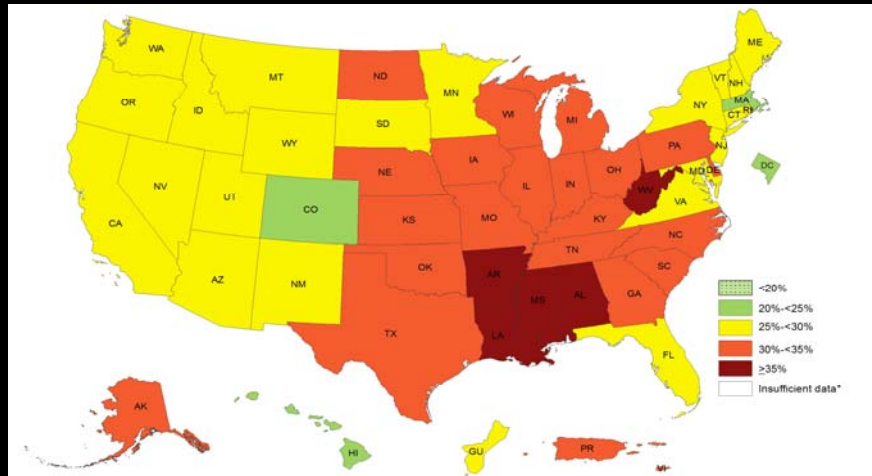 WA
ME
MT
ND
VT
NH
OR
MN
ID
NY
MA
SD
WI
RI
CT
MI
WY
PA
NJ
IA
NE
OH
DE
MD
DC
NV
IL
IN
UT
WV
VA
CO
CA
KS
MO
KY
NC
TN
AZ
OK
NM
AR
SC
MS
AL
GA
<20%
20%-<25%
25%-<30%
30%-<35%
≥35%
Insufficient data*
TX
LA
FL
AK
HI
GU
PR
VI